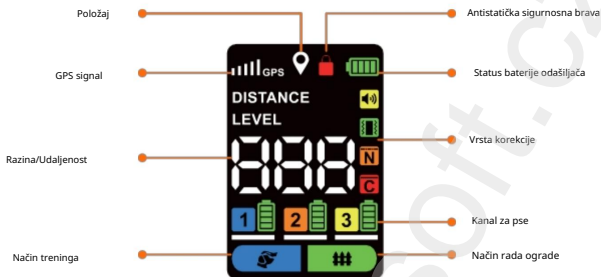 Položaj
Antistatička sigurnosna brava
GPS signal
GPS
Status baterije odašiljača
DISTANCE
LEVEL
Vrsta korekcije
Razina/Udaljenost
888
N
C
1
2
3
Kanal za pse
Način treninga
Način rada ograde